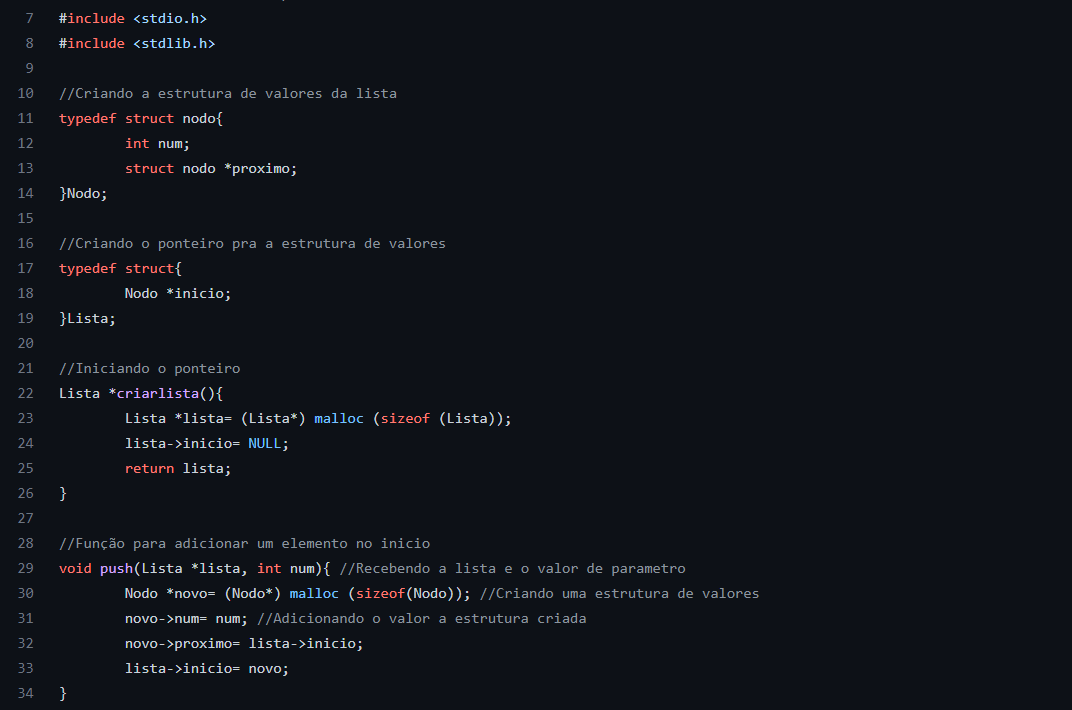 7 #include <stdio.h>
8 #include <stdlib.h>
9
10 //Criando a estrutura de valores da lista
11 typedef struct nodo{
12 int num;
13 struct nodo *proximo;
14 }Nodo;
15
16 //Criando o ponteiro pra a estrutura de valores
17 typedef struct{
18 Nodo *inicio;
19 }Lista;
20
21 //Iniciando o ponteiro
22 Lista *criarlista(){
23 Lista *lista= (Lista*) malloc (sizeof (Lista));
24 lista->inicio= NULL;
25 return lista;
26 }
27
28 //Função para adicionar um elemento no inicio
29 void push(Lista *lista, int num){ //Recebendo a lista e o valor de parametro
30 Nodo *novo= (Nodo*) malloc (sizeof(Nodo)); //Criando uma estrutura de valores
31 novo->num= num; //Adicionando o valor a estrutura criada
32 novo->proximo= lista->inicio;
33 lista->inicio= novo;
34 }